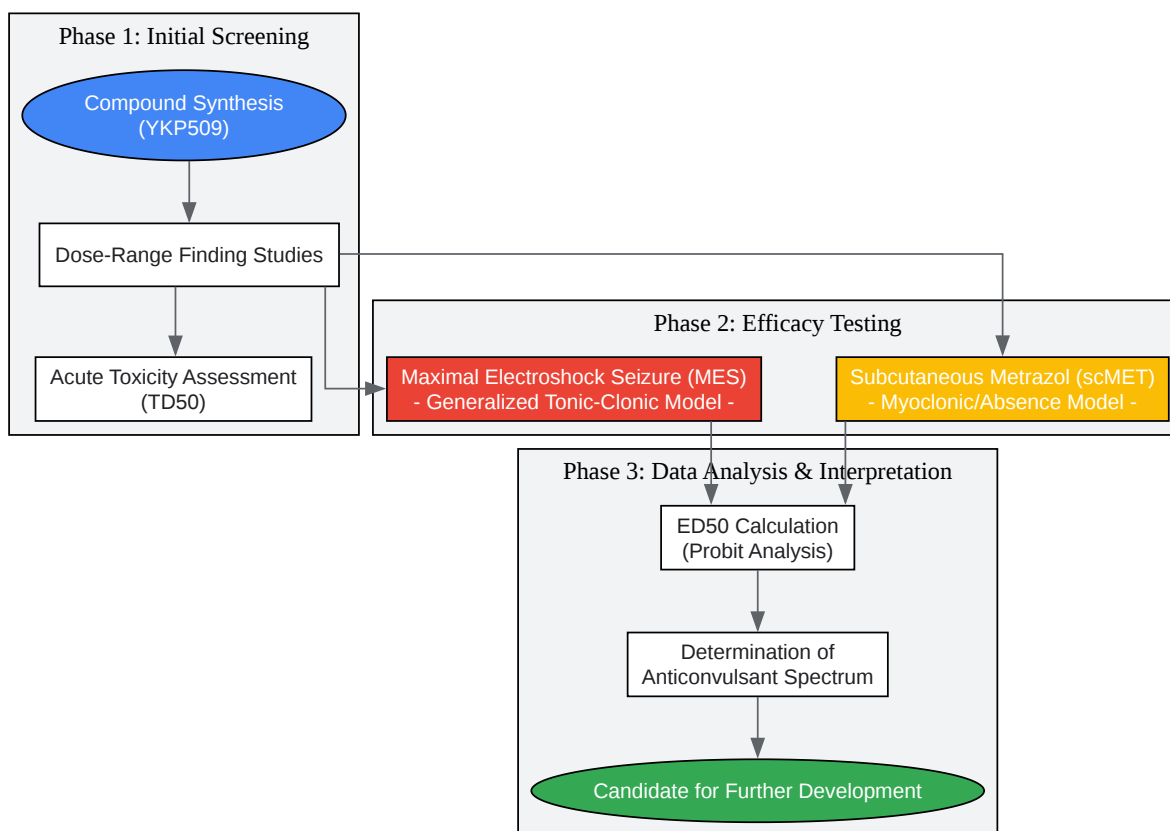 Phase 1: Initial Screening
Compound Synthesis
(YKP509)
Dose-Range Finding Studies
Acute Toxicity Assessment
(TD50)
Phase 2: Efficacy Testing
Maximal Electroshock Seizure (MES)
- Generalized Tonic-Clonic Model -
Subcutaneous Metrazol (scMET)
- Myoclonic/Absence Model -
Phase 3: Data Analysis & Interpretation
ED50 Calculation
(Probit Analysis)
Determination of
Anticonvulsant Spectrum
Candidate for Further Development